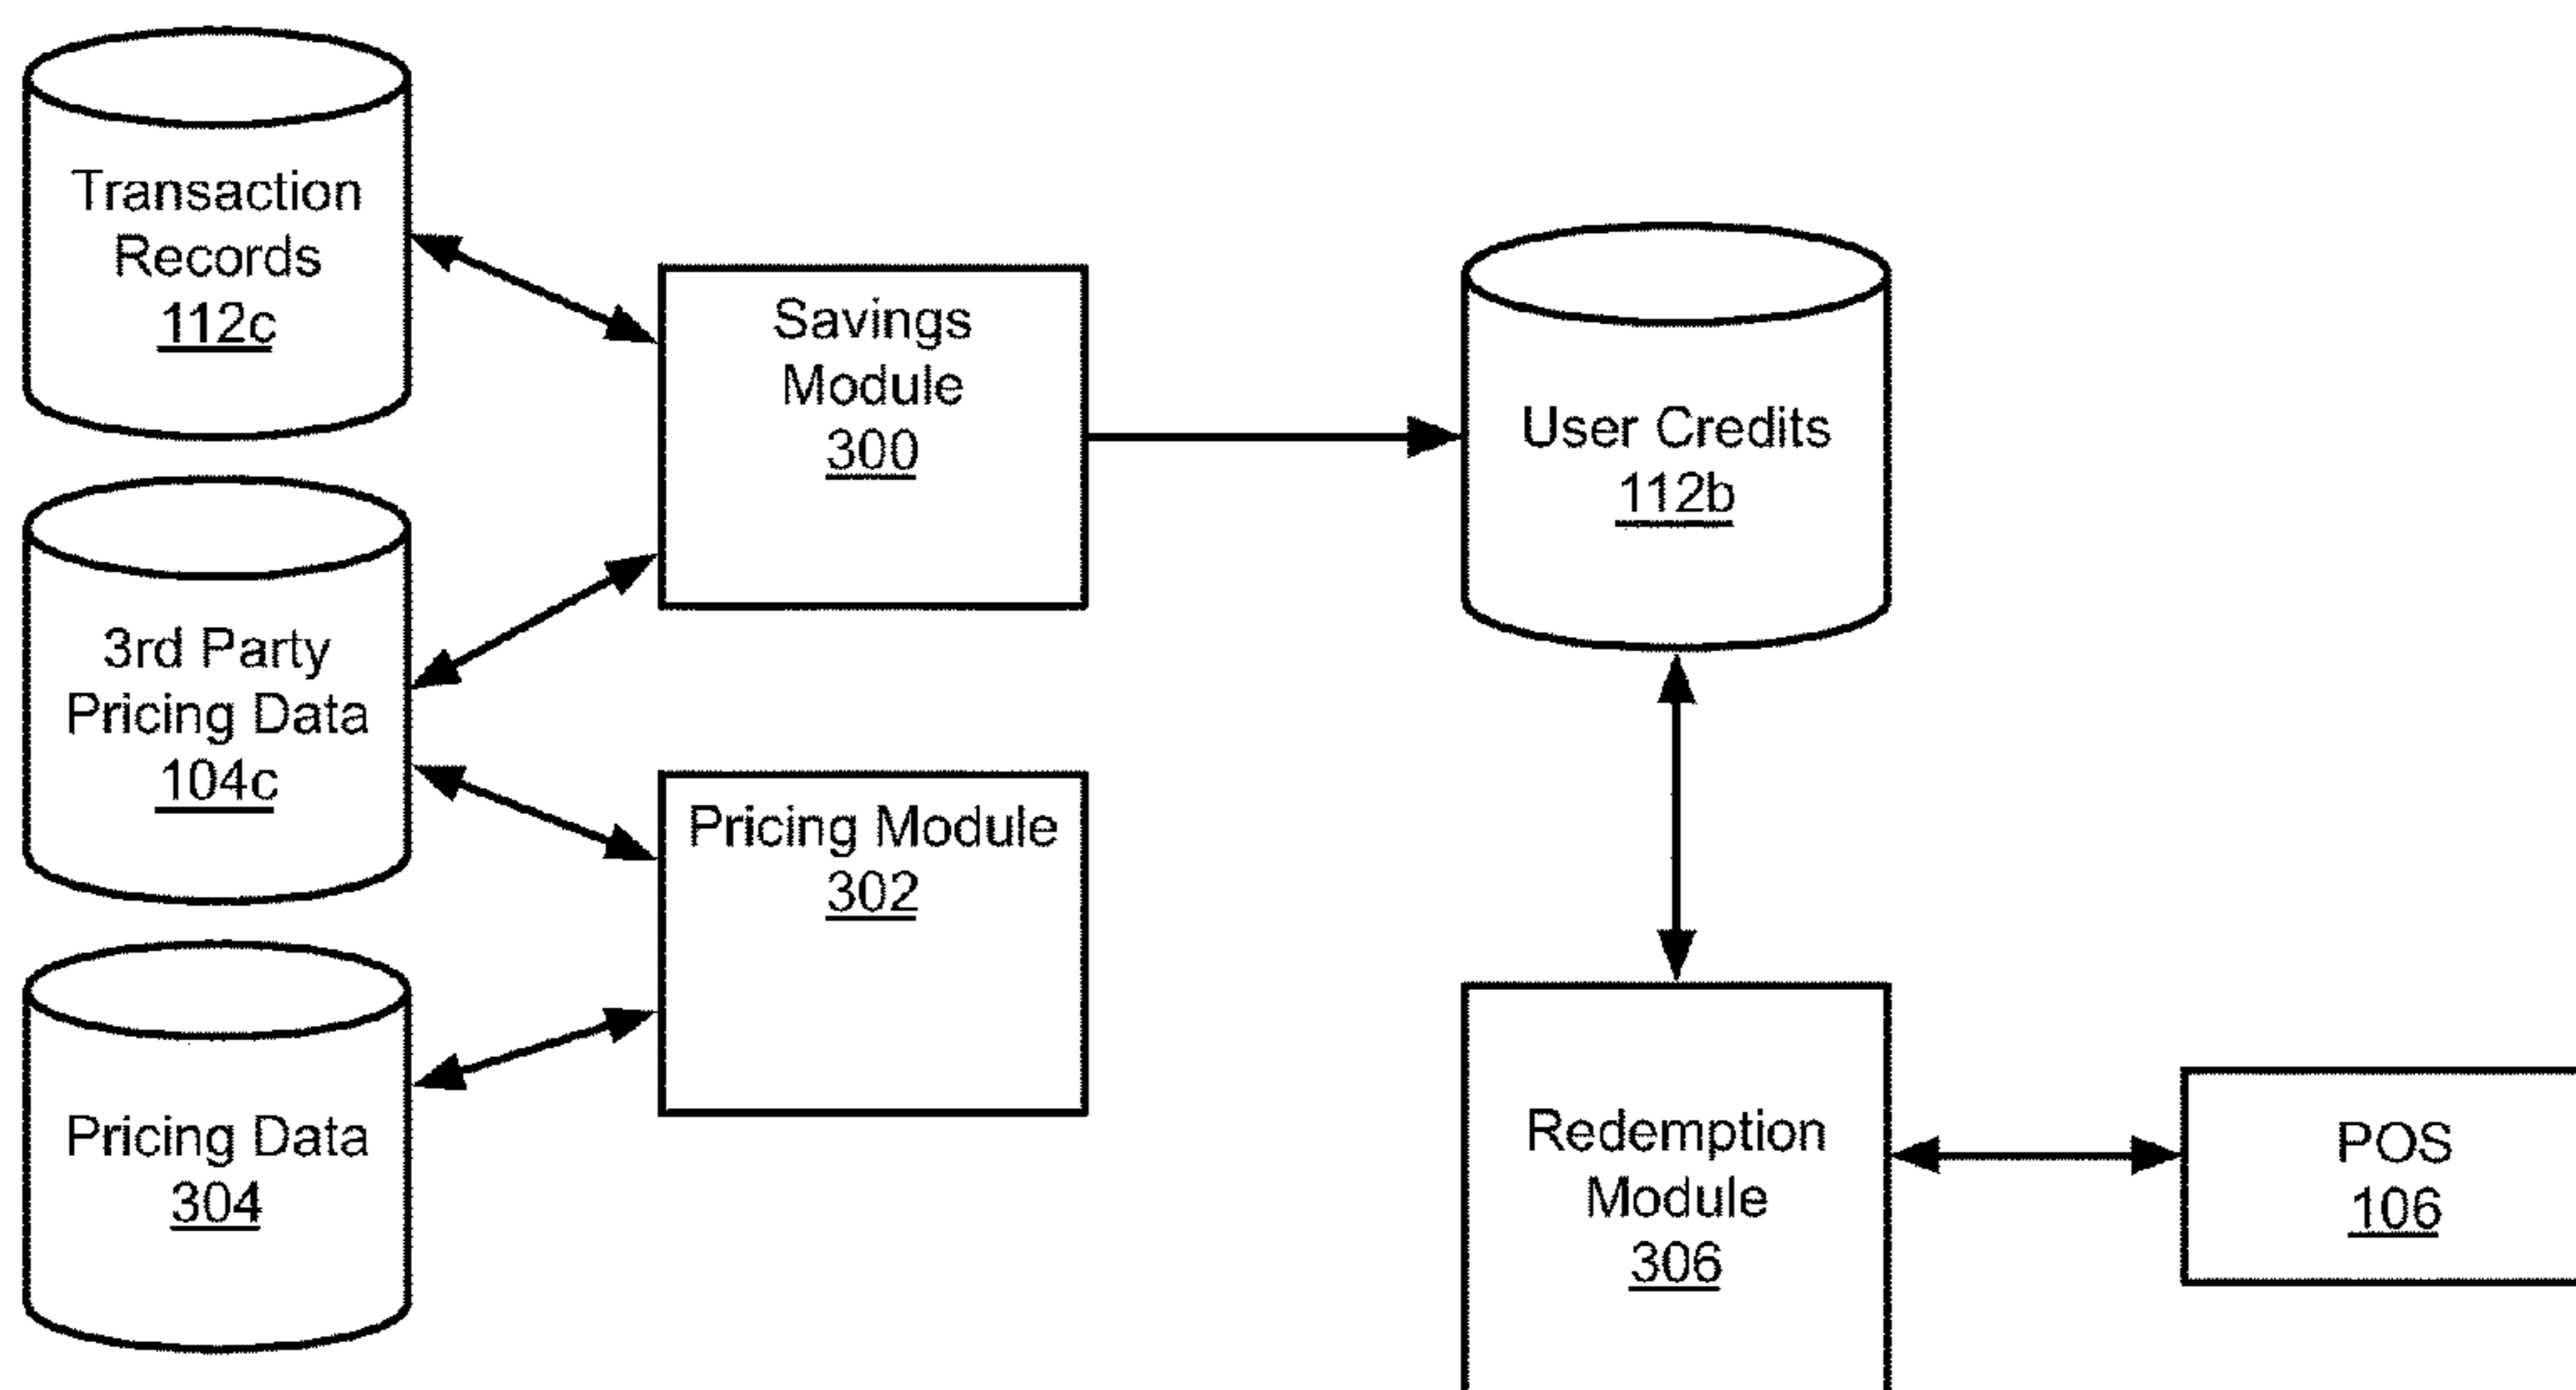 Transaction
Records
112c
Savings
Module
300
User Credits
112b
3rd Party
Pricing Data
104c
Pricing Module
302
Pricing Data
304
Redemption
Module
306
POS
106